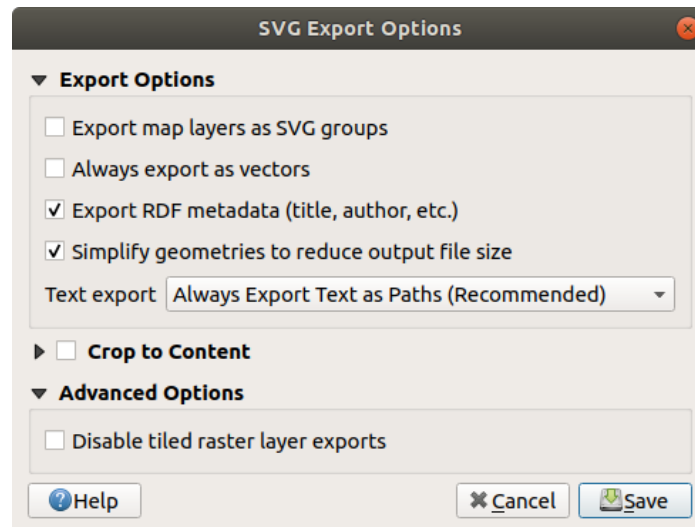 SVG Export Options
Export Options
Export map layers as SVG groups
Always export as vectors
Export RDF metadata (title, author, etc.)
Simplify geometries to reduce output file size
Text export Always Export Text as Paths (Recommended)
Crop to Content
Advanced Options
Disable tiled raster layer exports
Help Cancel Save